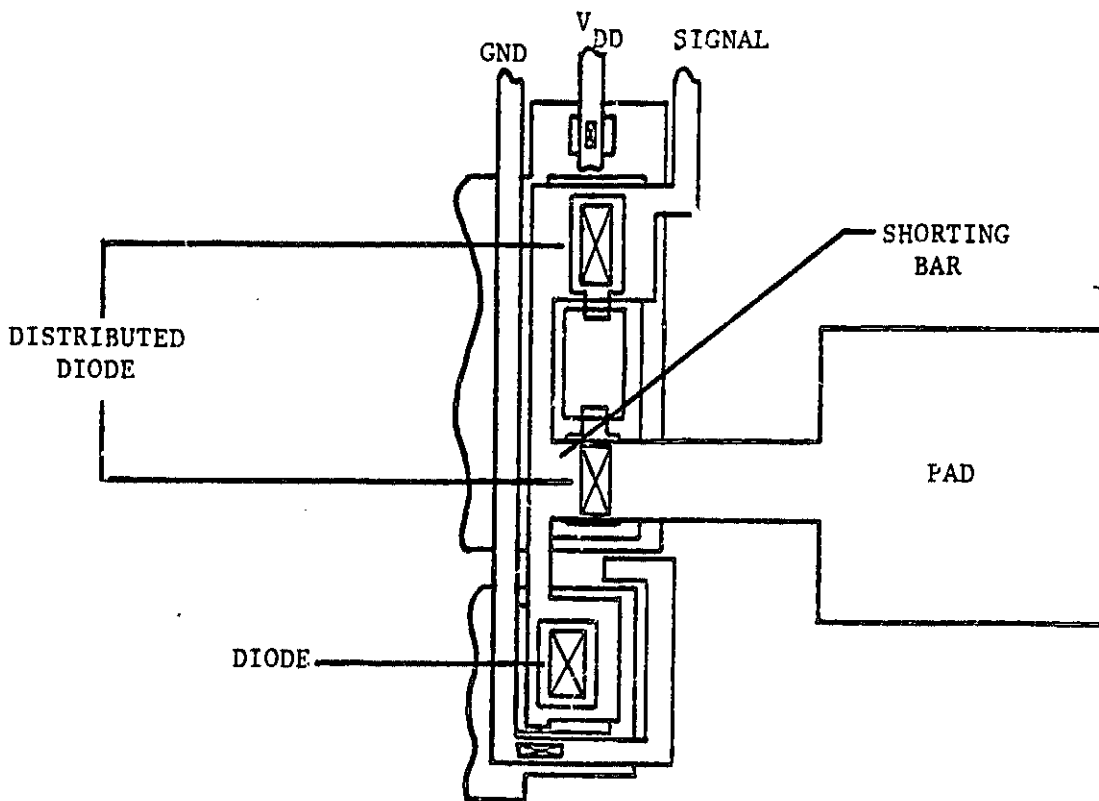 V
DD
GND
SIGNAL
SHORTING
BAR
DISTRIBUTED
DIODE
PAD
DIODE